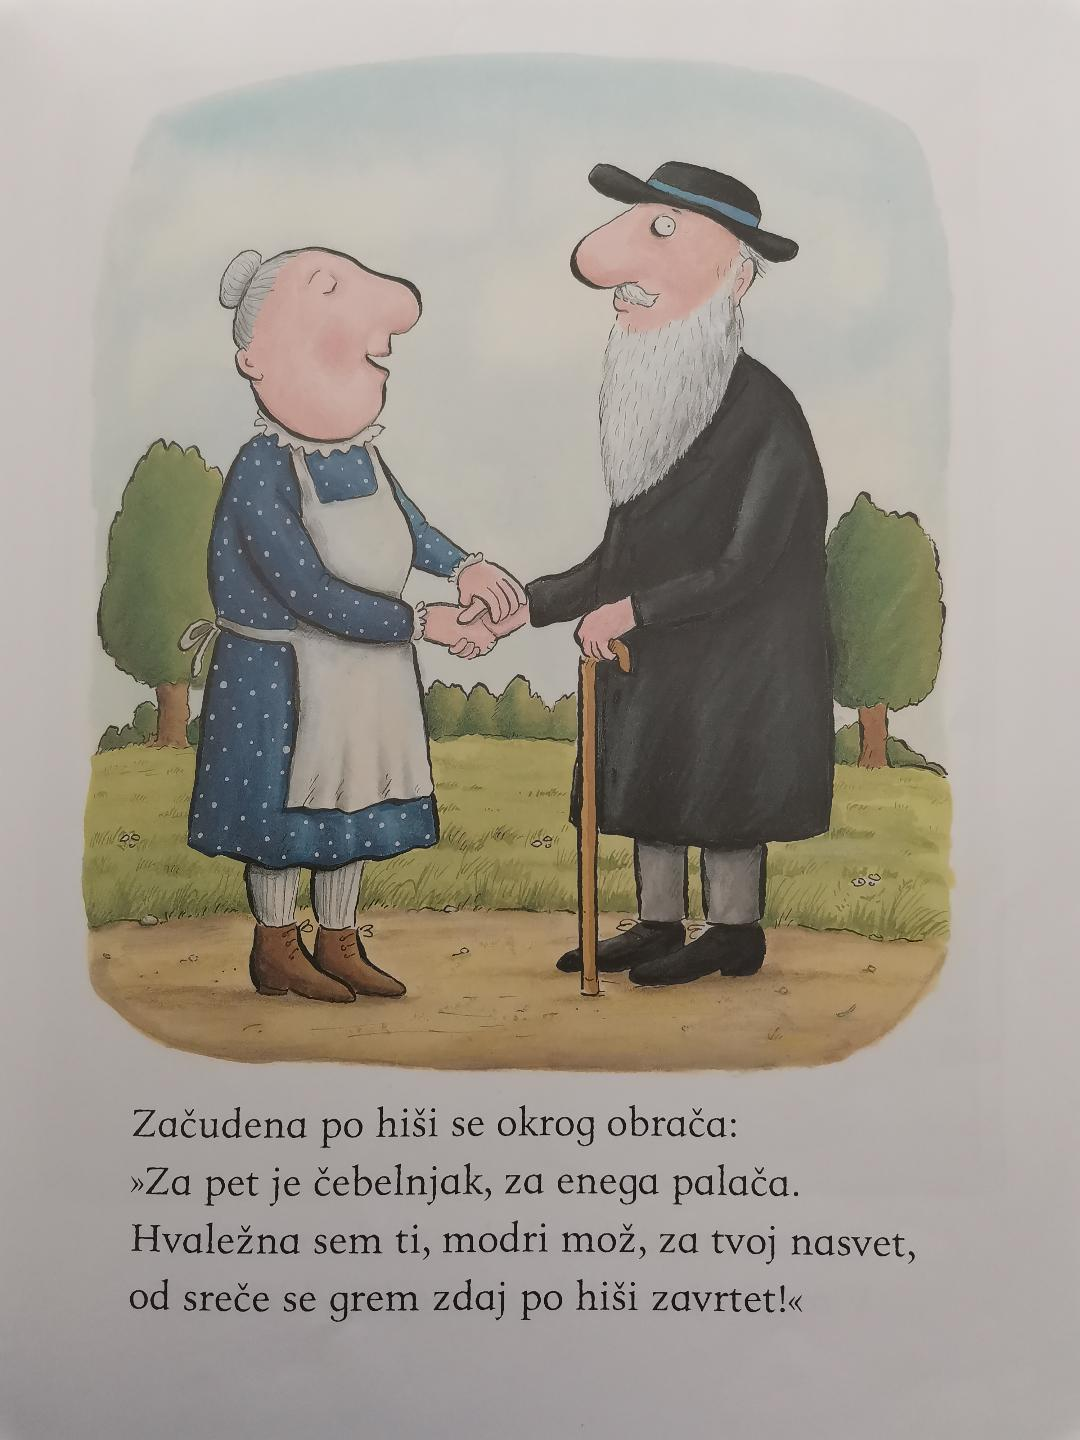 Začudena po hiši se okrog obrača:
»Za pet je čebelnjak, za enega palača.
Hvaležna sem ti, modri mož, za tvoj nasvet,
od sreče se grem zdaj po hiši zavrtet!«